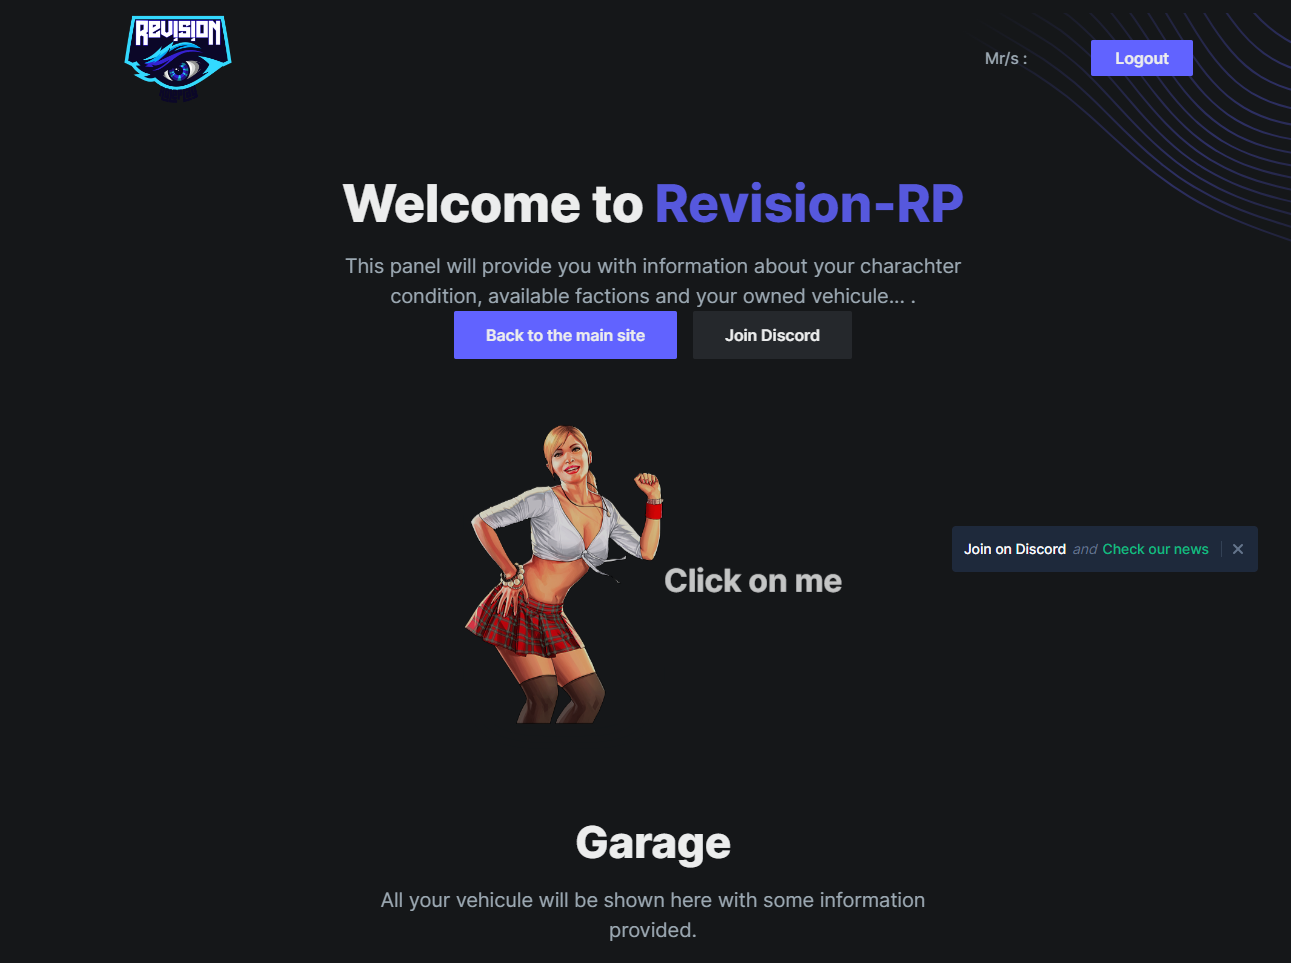 REVISION
Mr/s :
Logout
Welcome to Revision-RP
This panel will provide you with information about your charachter
condition, available factions and your owned vehicule... .
Back to the main site
Join Discord
Click on me
Join on Discord and Check our news
Garage
All your vehicule will be shown here with some information
provided.